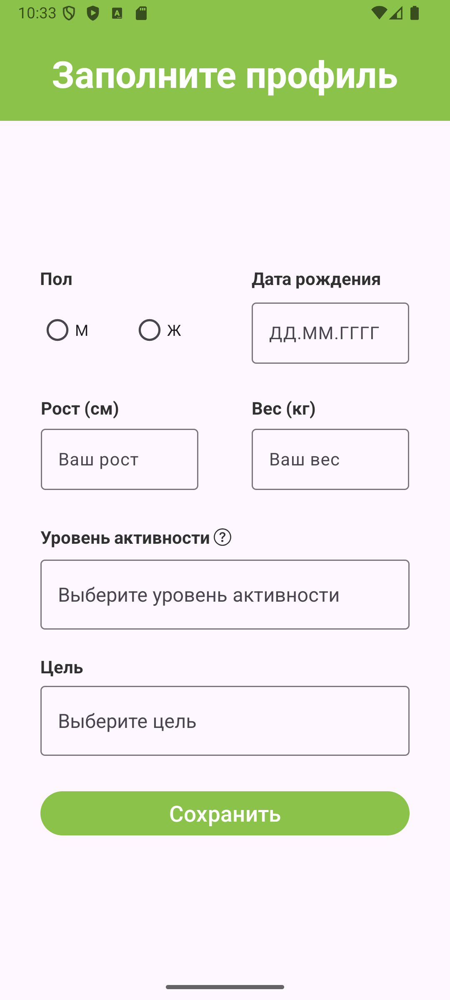 10:33
Заполните профиль
Пол
Дата рождения
М
Ж
ДД.ММ.ГГГГ
Рост (см)
Вес (кг)
Ваш рост
Ваш вес
Уровень активности ?
Выберите уровень активности
Цель
Выберите цель
Сохранить